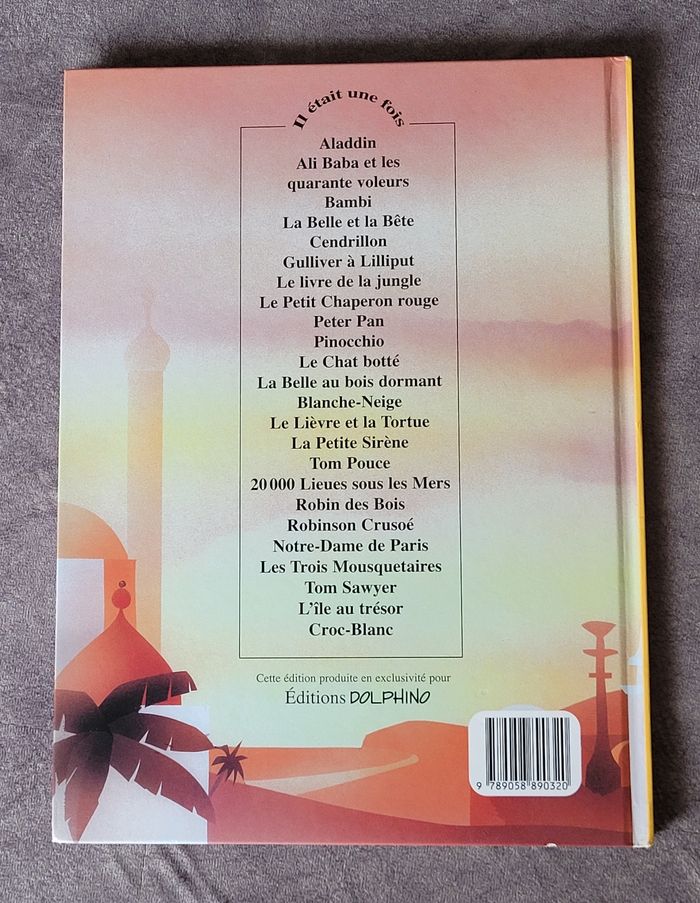 Il était une fois
Aladdin
Ali Baba et les
quarante voleurs
Bambi
La Belle et la Bête
Cendrillon
Gulliver à Lilliput
Le livre de la jungle
Le Petit Chaperon rouge
Peter Pan
Pinocchio
Le Chat botté
La Belle au bois dormant
Blanche-Neige
Le Lièvre et la Tortue
La Petite Sirène
Tom Pouce
20 000 Lieues sous les Mers
Robin des Bois
Robinson Crusoé
Notre-Dame de Paris
Les Trois Mousquetaires
Tom Sawyer
L'île au trésor
Croc-Blanc
Cette édition produite en exclusivité pour
Éditions DOLPHINO
9 789058 890320